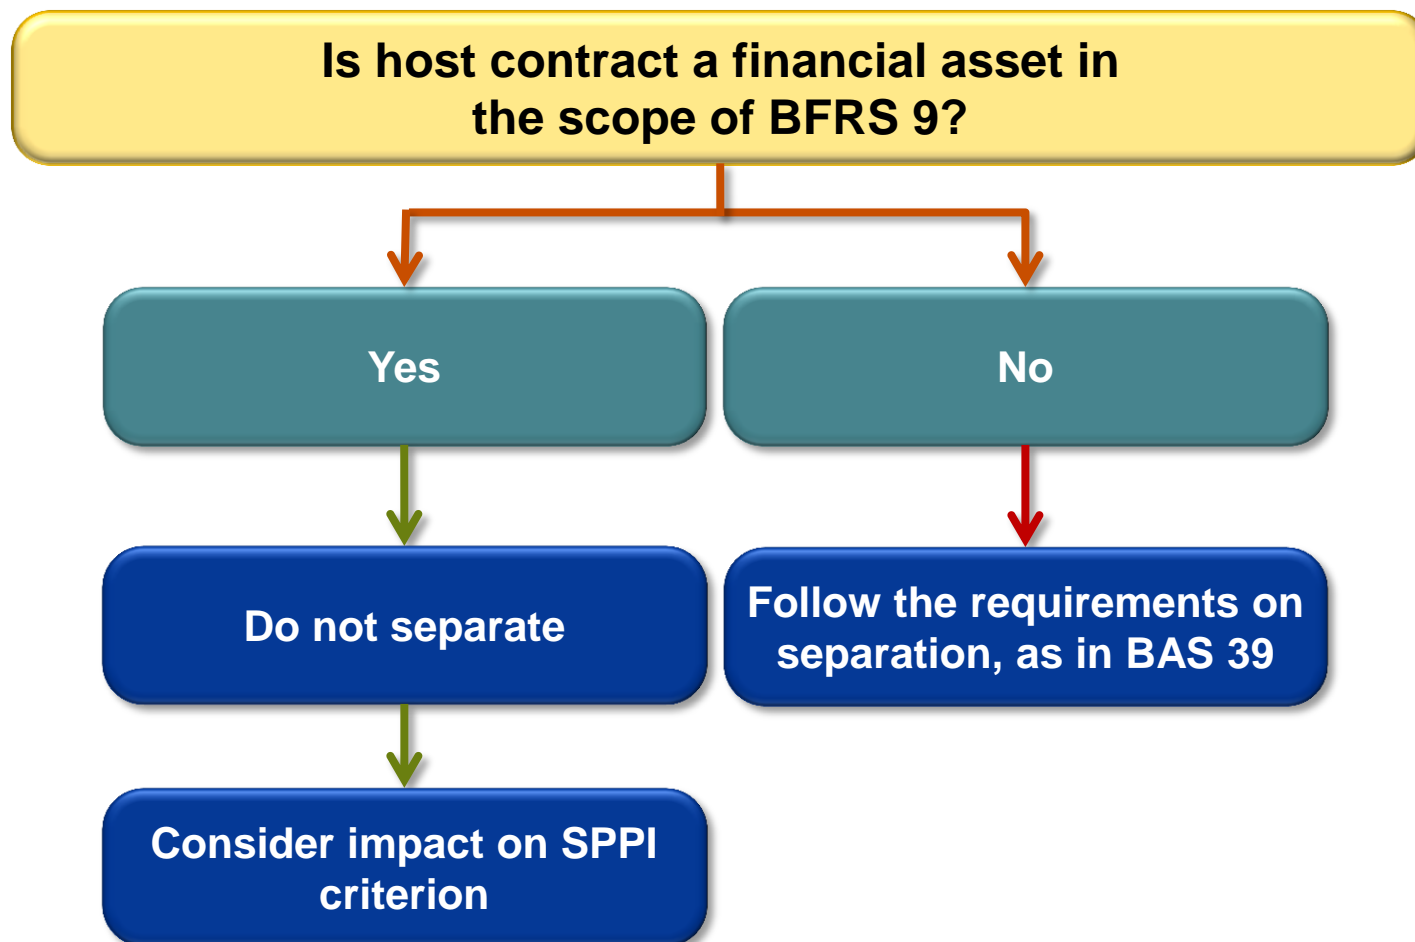 Is host contract a financial asset in
the scope of BFRS 9?
Yes
No
Do not separate
Follow the requirements on
separation, as in BAS 39
Consider impact on SPPI
criterion